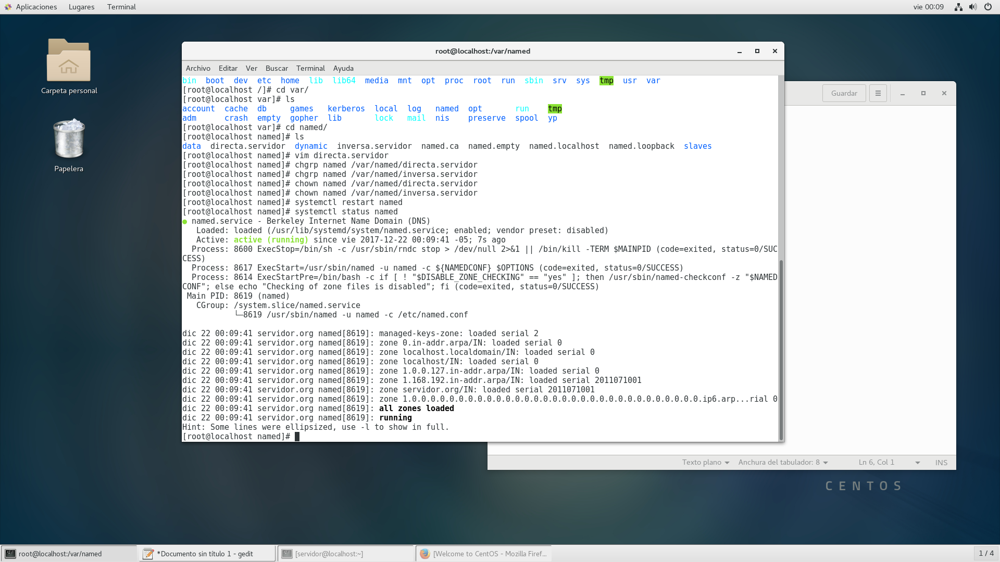 Aplicaciones Lugares Terminal vie 00:09
Carpeta personal
Papelera
root@localhost:/var/named
Archivo Editar Ver Buscar Terminal Ayuda
bin boot dev etc home lib lib64 media mnt opt proc root run sbin srv sys tmp usr var
[root@localhost /]# cd var/
[root@localhost var]# ls
account cache db games kerberos local log named opt run tmp
adm crash empty gopher lib lock mail nis preserve spool yp
[root@localhost var]# cd named/
[root@localhost named]# ls
data directa.servidor dynamic inversa.servidor named.ca named.empty named.localhost named.loopback slaves
[root@localhost named]# vim directa.servidor
[root@localhost named]# chgrp named /var/named/directa.servidor
[root@localhost named]# chgrp named /var/named/inversa.servidor
[root@localhost named]# chown named /var/named/directa.servidor
[root@localhost named]# chown named /var/named/inversa.servidor
[root@localhost named]# systemctl restart named
[root@localhost named]# systemctl status named
● named.service - Berkeley Internet Name Domain (DNS)
Loaded: loaded (/usr/lib/systemd/system/named.service; enabled; vendor preset: disabled)
Active: active (running) since vie 2017-12-22 00:09:41 -05; 7s ago
Process: 8600 ExecStop=/bin/sh -c /usr/sbin/rndc stop > /dev/null 2>&1 || /bin/kill -TERM $MAINPID (code=exited, status=0/SUC
CESS)
Process: 8617 ExecStart=/usr/sbin/named -u named -c ${NAMEDCONF} $OPTIONS (code=exited, status=0/SUCCESS)
Process: 8614 ExecStartPre=/bin/bash -c if [ ! "$DISABLE_ZONE_CHECKING" == "yes" ]; then /usr/sbin/named-checkconf -z "$NAMED
CONF"; else echo "Checking of zone files is disabled"; fi (code=exited, status=0/SUCCESS)
Main PID: 8619 (named)
CGroup: /system.slice/named.service
└─8619 /usr/sbin/named -u named -c /etc/named.conf
dic 22 00:09:41 servidor.org named[8619]: managed-keys-zone: loaded serial 2
dic 22 00:09:41 servidor.org named[8619]: zone 0.in-addr.arpa/IN: loaded serial 0
dic 22 00:09:41 servidor.org named[8619]: zone localhost.localdomain/IN: loaded serial 0
dic 22 00:09:41 servidor.org named[8619]: zone localhost/IN: loaded serial 0
dic 22 00:09:41 servidor.org named[8619]: zone 1.0.0.127.in-addr.arpa/IN: loaded serial 0
dic 22 00:09:41 servidor.org named[8619]: zone 1.168.192.in-addr.arpa/IN: loaded serial 2011071001
dic 22 00:09:41 servidor.org named[8619]: zone servidor.org/IN: loaded serial 2011071001
dic 22 00:09:41 servidor.org named[8619]: zone 1.0.0.0.0.0.0.0.0.0.0.0.0.0.0.0.0.0.0.0.0.0.0.0.0.0.0.0.0.0.0.0.ip6.arp...rial 0
dic 22 00:09:41 servidor.org named[8619]: all zones loaded
dic 22 00:09:41 servidor.org named[8619]: running
Hint: Some lines were ellipsized, use -l to show in full.
[root@localhost named]#
Guardar
Texto plano Anchura del tabulador: 8 Ln 6, Col 1 INS
CENTOS
root@localhost:/var/named *Documento sin título 1 - gedit [servidor@localhost:~] [Welcome to CentOS - Mozilla Firef... 1 / 4